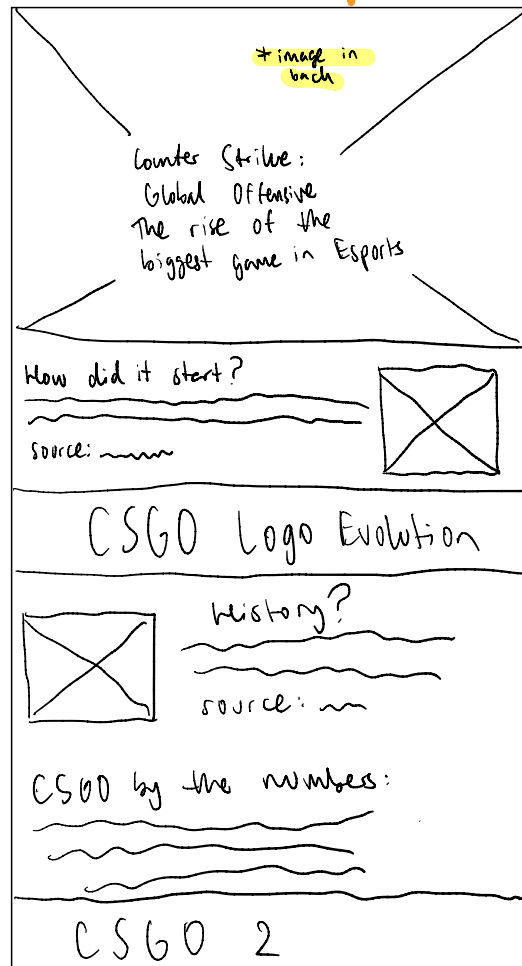 * image in
back
Counter Strike:
Global Offensive
The rise of the
biggest game in Esports
How did it start?
source:
CSGO Logo Evolution
History?
source:
CSGO by the numbers:
CSGO 2